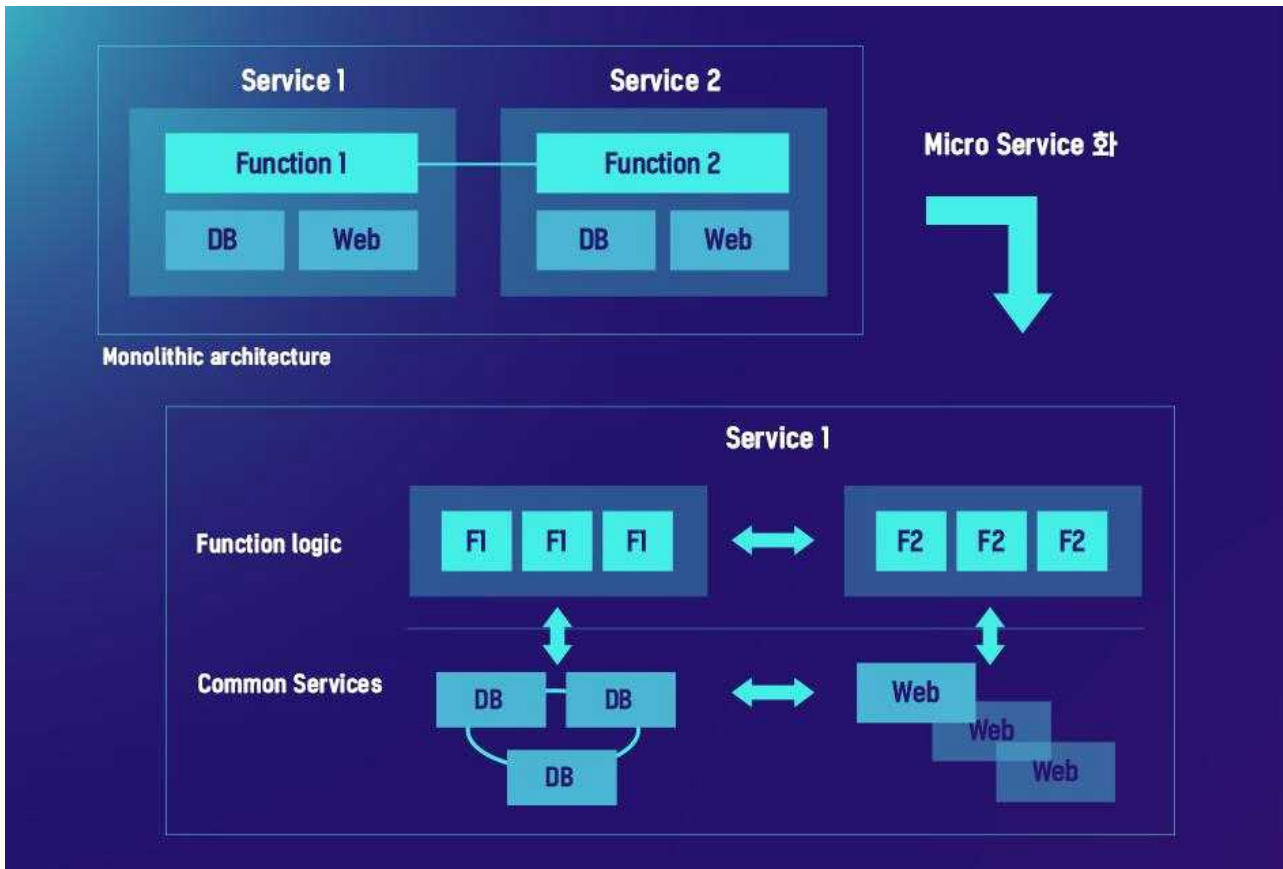 Service 1
Service 2
Function 1
Function 2
DB
Web
DB
Web
Micro Service 화
Monolithic architecture
Service 1
Function logic
F1
F1
F1
F2
F2
F2
Common Services
DB
DB
DB
Web
Web
Web